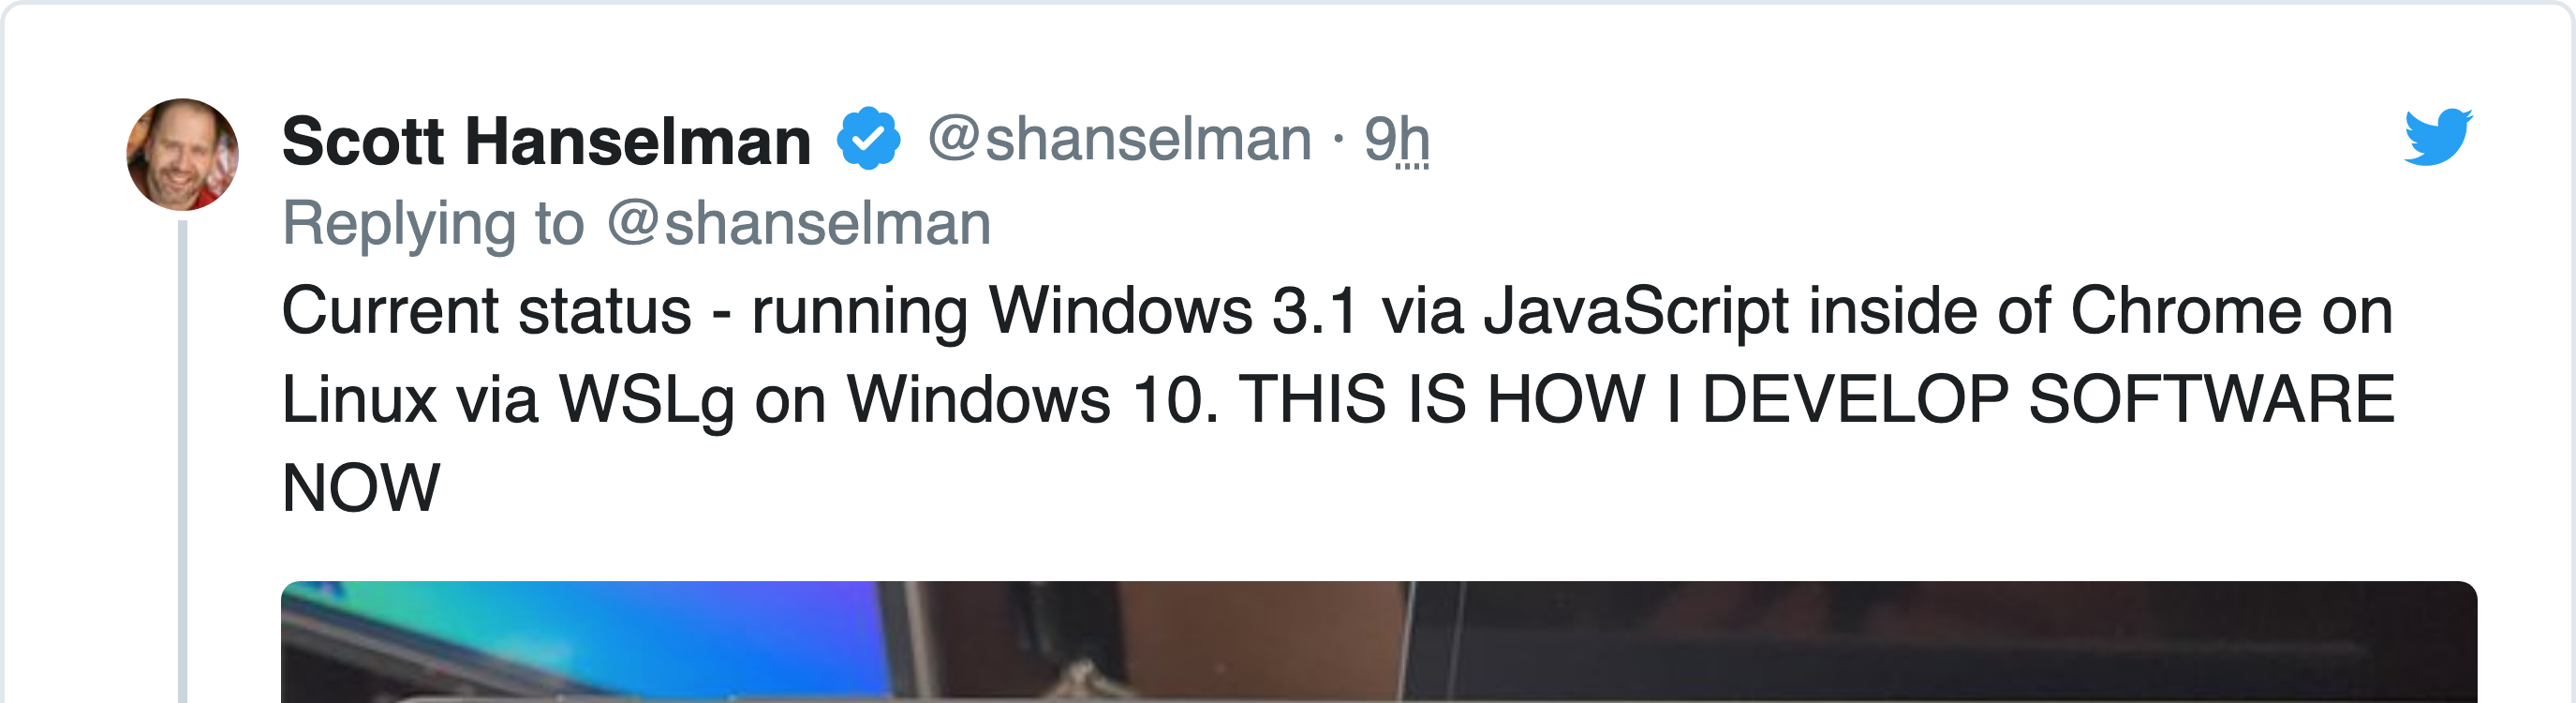 Scott Hanselman @shanselman · 9h
Replying to @shanselman
Current status - running Windows 3.1 via JavaScript inside of Chrome on
Linux via WSLg on Windows 10. THIS IS HOW I DEVELOP SOFTWARE
NOW